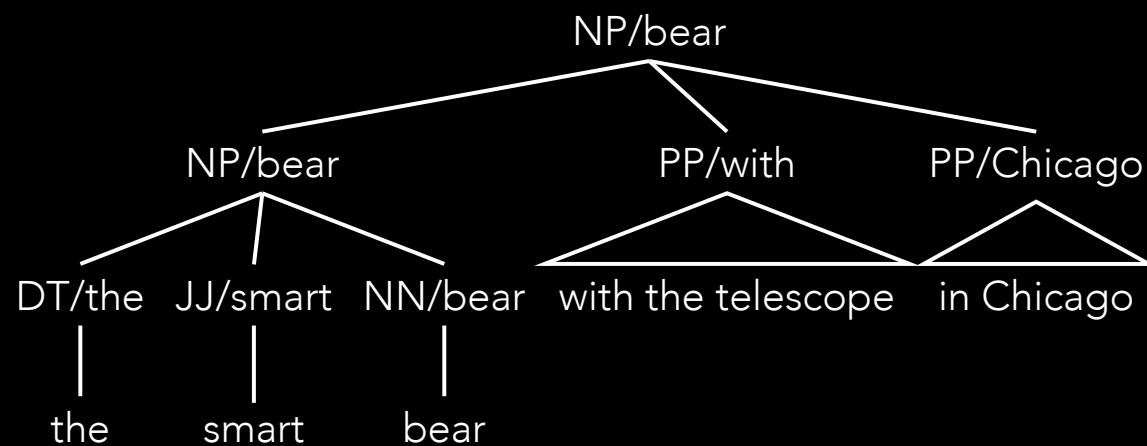 NP/bear
NP/bear PP/with PP/Chicago
DT/the JJ/smart NN/bear with the telescope in Chicago
the smart bear